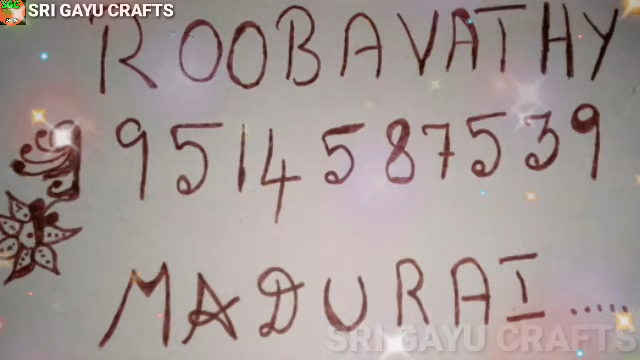 SRI GAYU CRAFTS
ROOBAVATHY
9514587539
MADURAI.....
SRI GAYU CRAFTS